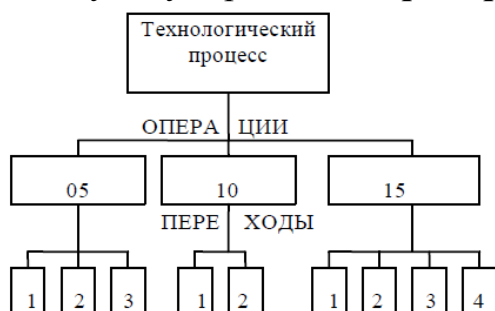 Технологический
процесс
ОПЕРА ЦИИ
05 10 15
ПЕРЕ ХОДЫ
1 2 3 1 2 1 2 3 4